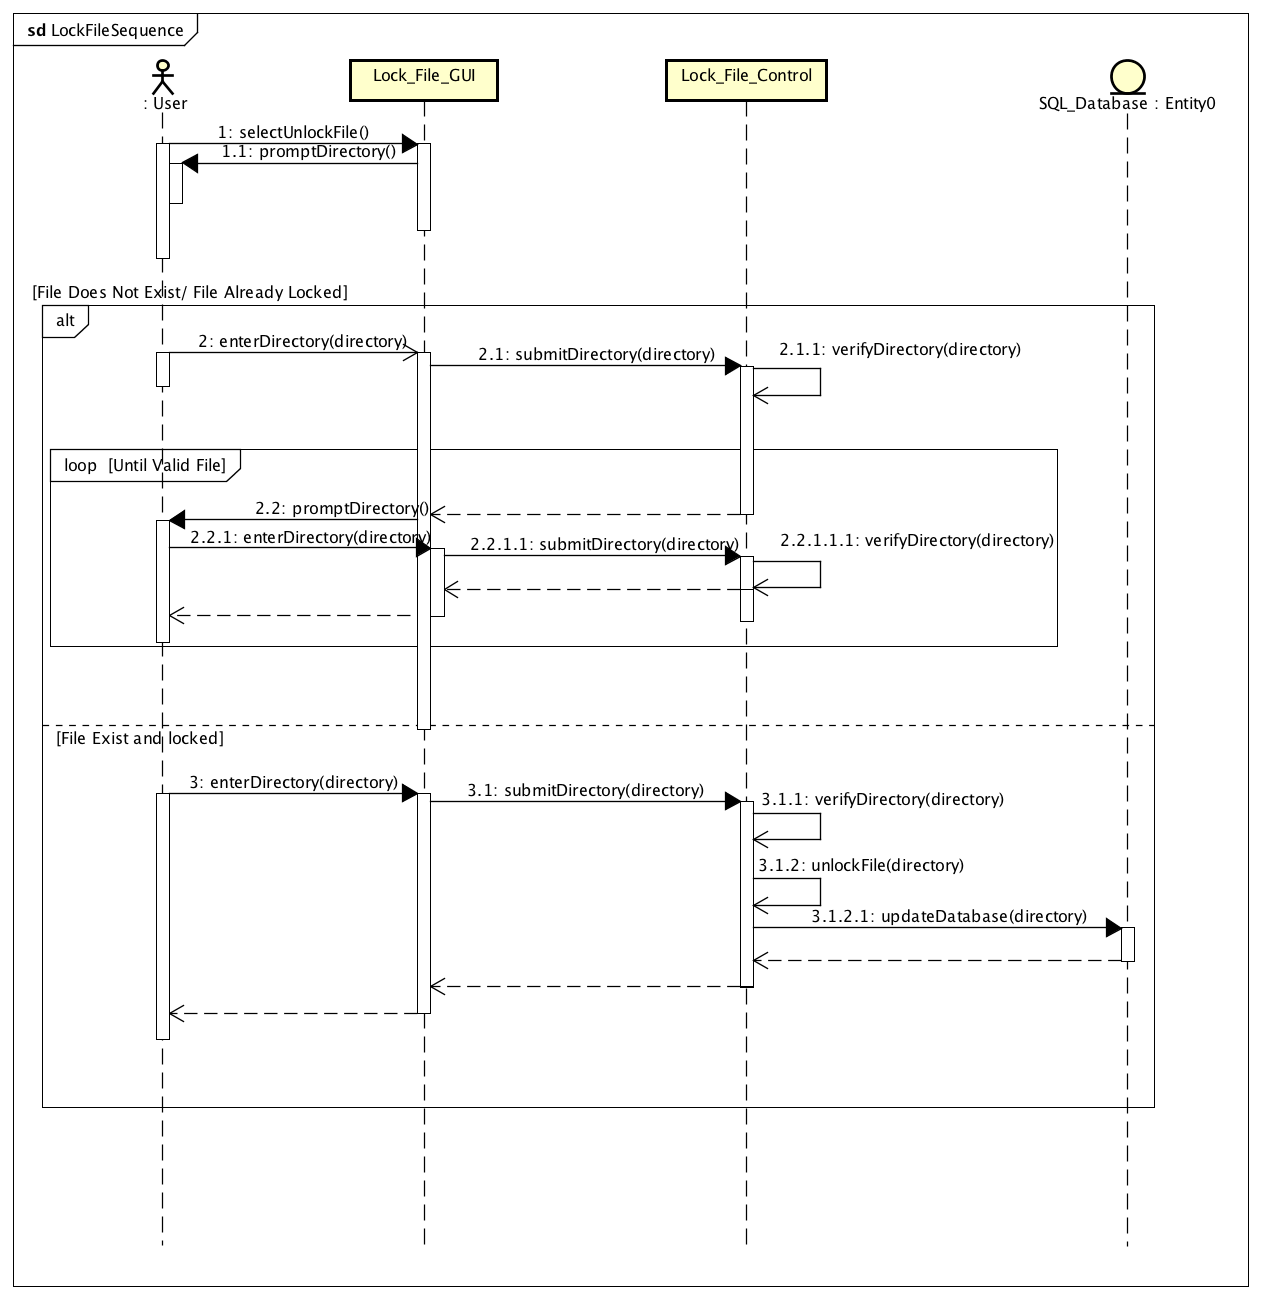 sd LockFileSequence
: User
Lock_File_GUI
Lock_File_Control
SQL_Database : Entity0
1: selectUnlockFile()
1.1: promptDirectory()
[File Does Not Exist/ File Already Locked]
alt
2: enterDirectory(directory)
2.1: submitDirectory(directory)
2.1.1: verifyDirectory(directory)
loop [Until Valid File]
2.2: promptDirectory()
2.2.1: enterDirectory(directory)
2.2.1.1: submitDirectory(directory)
2.2.1.1.1: verifyDirectory(directory)
[File Exist and locked]
3: enterDirectory(directory)
3.1: submitDirectory(directory)
3.1.1: verifyDirectory(directory)
3.1.2: unlockFile(directory)
3.1.2.1: updateDatabase(directory)